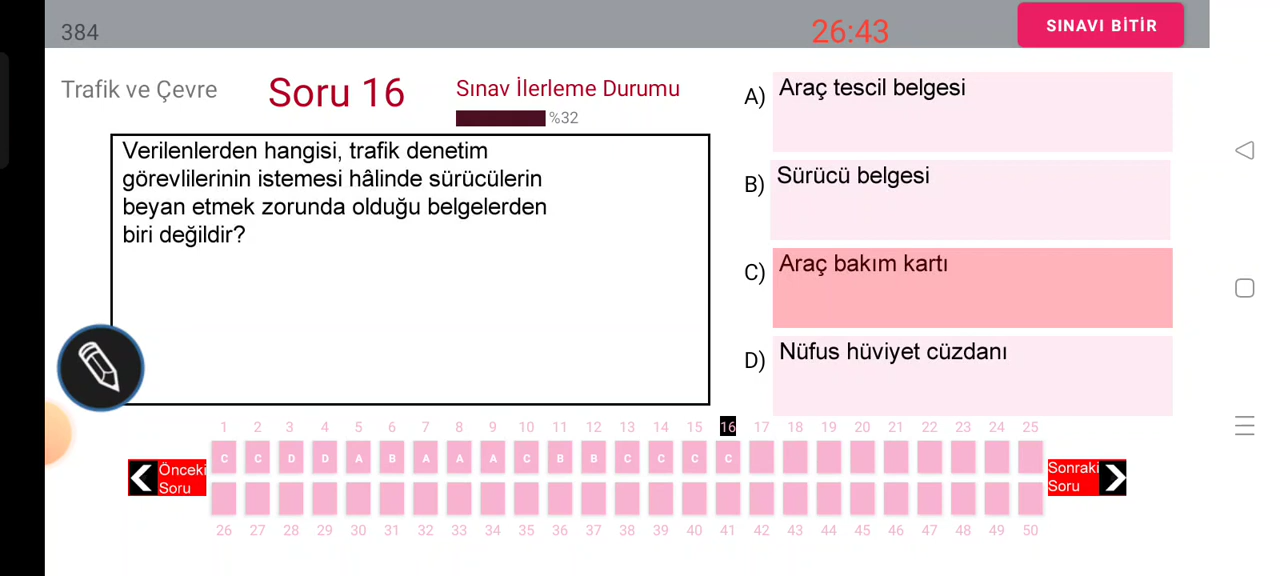 384
26:43
SINAVI BİTİR
Trafik ve Çevre
Soru 16
Sınav İlerleme Durumu
%32
Verilenlerden hangisi, trafik denetim
görevlilerinin istemesi hâlinde sürücülerin
beyan etmek zorunda olduğu belgelerden
biri değildir?
A) Araç tescil belgesi
B) Sürücü belgesi
C) Araç bakım kartı
D) Nüfus hüviyet cüzdanı
1 2 3 4 5 6 7 8 9 10 11 12 13 14 15 16 17 18 19 20 21 22 23 24 25
C C D D A B A A A C B B C C C C
Önceki
Soru
Sonraki
Soru
26 27 28 29 30 31 32 33 34 35 36 37 38 39 40 41 42 43 44 45 46 47 48 49 50